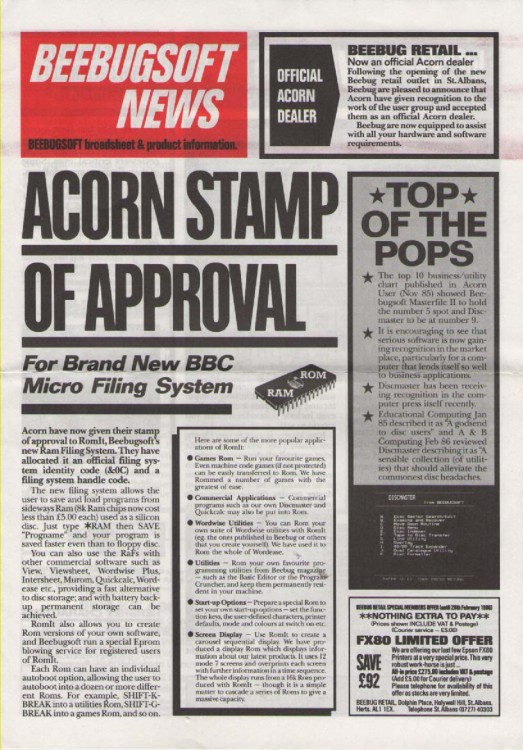 BEEBUGSOFT
NEWS
BEEBUGSOFT broadsheet & product information.
OFFICIAL
ACORN
DEALER
BEEBUG RETAIL ...
Now an official Acorn dealer
Following the opening of the new
Beebug retail outlet in St.Albans,
Beebug are pleased to announce that
Acorn have given recognition to the
work of the user group and accepted
them as an official Acorn dealer.
Beebug are now equipped to assist
with all your hardware and software
requirements.
ACORN STAMP
OF APPROVAL
For Brand New BBC
Micro Filing System
RAM
ROM
Acorn have now given their stamp
of approval to RomIt, Beebugsoft's
new Ram Filing System. They have
allocated it an official filing sys-
tem identity code (&0C) and a
filing system handle code.
The new filing system allows the
user to save and load programs from
sideways Ram (8k Ram chips now cost
less than £5.00 each) used as a silicon
disc. Just type *RAM then SAVE
"Progname" and your program is
saved faster even than to floppy disc.
You can also use the Rafs with
other commercial software such as
View, Viewsheet, Wordwise Plus,
Intersheet, Murom, Quickcalc, Word-
ease etc., providing a fast alternative
to disc storage; and with battery back-
up permanent storage can be
achieved.
RomIt also allows you to create
Rom versions of your own software,
and Beebugsoft run a special Eprom
blowing service for registered users
of RomIt.
Each Rom can have an individual
autoboot option, allowing the user to
autoboot into a dozen or more differ-
ent Roms. For example, SHIFT-K-
BREAK into a utilities Rom, SHIFT-G-
BREAK into a games Rom, and so on.
Here are some of the more popular applic-
ations of RomIt:
● Games Rom – Run your favourite games.
Even machine code games (if not protected)
can be easily transferred to Rom. We have
Rommed a number of games with the
greatest of ease.
● Commercial Applications – Commercial
programs such as our own Discmaster and
Quickcalc may also be put into Rom.
● Wordwise Utilities – You can Rom your
own suite of Wordwise utilities with RomIt
(eg. the ones published in Beebug or others
that you create yourself). We have used it to
Rom the whole of Wordease.
● Utilities – Rom your own favourite pro-
gramming utilities from Beebug magazine
– such as the Basic Editor or the Program
Cruncher, and keep them permanently resi-
dent in your machine.
● Start-up Options – Prepare a special Rom to
set your own start-up options – set the func-
tion keys, the user-defined characters, printer
defaults, mode and colours at switch on etc.
● Screen Display – Use RomIt to create a
carousel sequential display. We have pro-
duced a display Rom which displays infor-
mation about our latest products. It uses 12
mode 7 screens and overprints each screen
with further information in a time sequence.
The whole display runs from a 16k Rom pro-
duced with RomIt – though it is a simple
matter to cascade a series of Roms to give a
massive capacity.
★TOP★
OF THE
POPS
★ The top 10 business/utility
chart published in Acorn
User (Nov 85) showed Bee-
bugsoft Masterfile II to hold
the number 5 spot and Disc-
master to be at number 9.
★ It is encouraging to see that
serious software is now gain-
ing recognition in the market
place, particularly for a com-
puter that lends itself so well
to business applications.
★ Discmaster has been receiv-
ing recognition in the com-
puter press itself recently.
★ Educational Computing Jan
85 described it as "A godsend
to disc users" and A & B
Computing Feb 86 reviewed
Discmaster describing it as "A
sensible collection (of utilit-
ies) that should alleviate the
commonest disc headaches.
DISCMASTER
from BEEBUGSOFT
BEEBUG RETAIL SPECIAL MEMBERS OFFER (until 28th February 1986)
**NOTHING EXTRA TO PAY**
(Prices shown INCLUDE VAT & Postage)
(Courier service – £5.00)
FX80 LIMITED OFFER
SAVE
£92
We are offering our last few Epson FX80
Printers at a very special price. This very
robust work-horse is just...
All-in price £275.00 includes VAT & postage
(Add £5.00 for Courier delivery)
Please telephone for availability of this
offer as stocks are very limited.
BEEBUG RETAIL, Dolphin Place, Holywell Hill, St. Albans,
Herts. AL1 1EX. Telephone St. Albans (0727) 40303